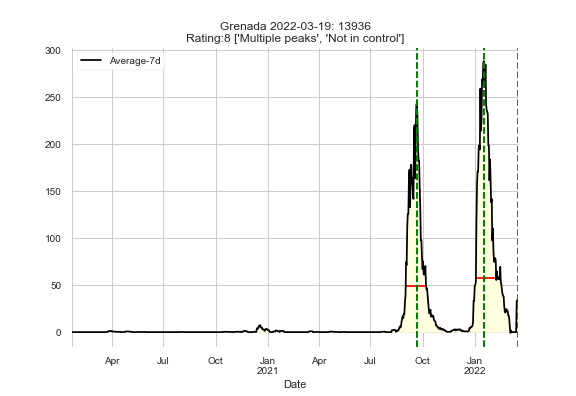 Grenada 2022-03-19: 13936
Rating:8 ['Multiple peaks', 'Not in control']
Average-7d
300
250
200
150
100
50
0
Apr Jul Oct Jan Apr Jul Oct Jan
2021 2022
Date